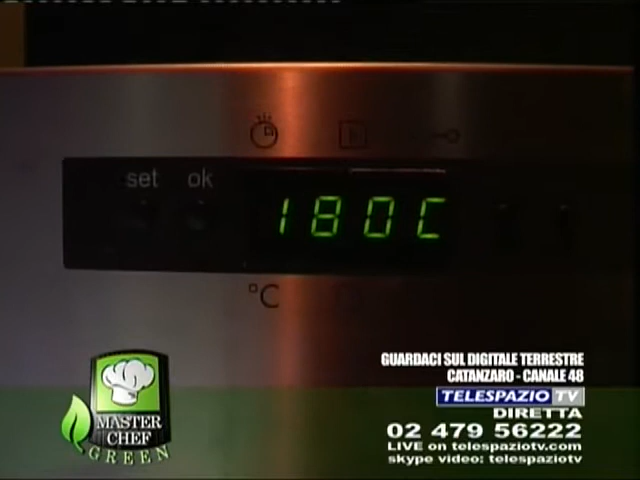 set ok
180C
°C
GUARDACI SUL DIGITALE TERRESTRE
CATANZARO - CANALE 48
TELESPAZIO TV
DIRETTA
02 479 56222
LIVE on telespaziotv.com
skype video: telespaziotv
MASTER
CHEF
GREEN